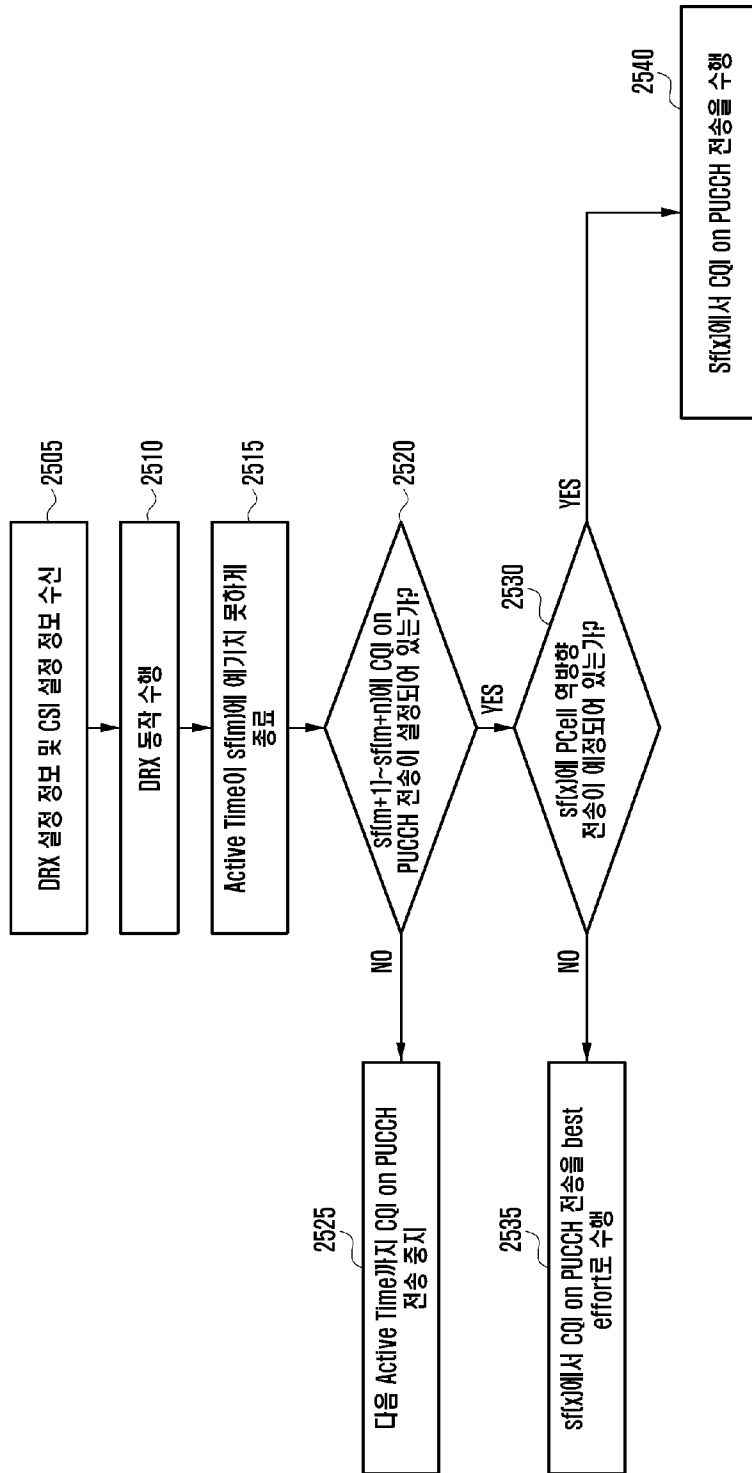 DRX 설정 정보 및 CSI 설정 정보 수신
2505
DRX 동작 수행
2510
Active Time이 sf(m)에 예기치 못하게
종료
2515
sf(m+1)~sf(m+n)에 CQI on
PUCCH 전송이 설정되어 있는가?
2520
NO
YES
다음 Active Time까지 CQI on PUCCH
전송 중지
2525
sf(x)에 PCell 역방향
전송이 예정되어 있는가?
2530
NO
YES
sf(x)에서 CQI on PUCCH 전송을 best
effort로 수행
2535
Sf(x)에서 CQI on PUCCH 전송을 수행
2540